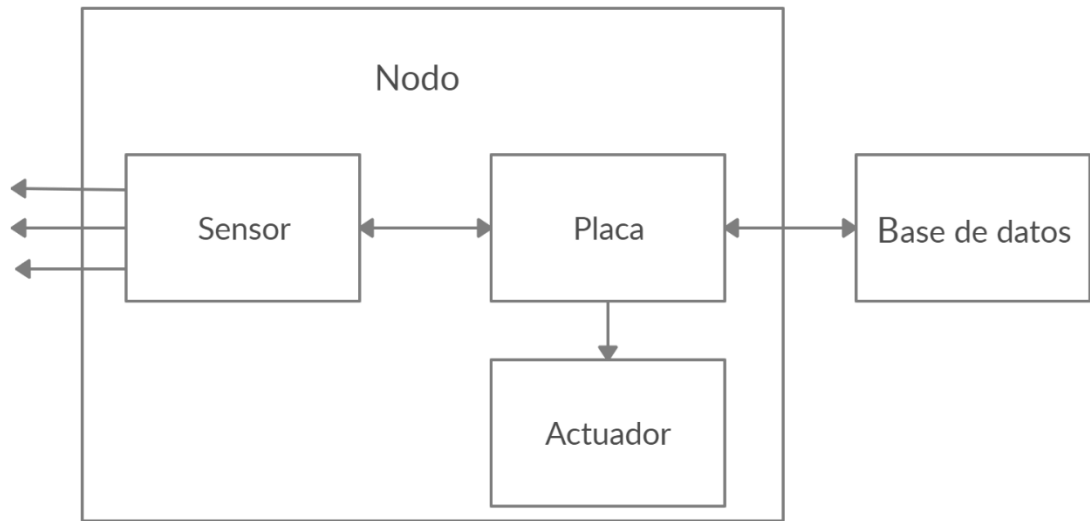 Nodo
Sensor
Placa
Base de datos
Actuador